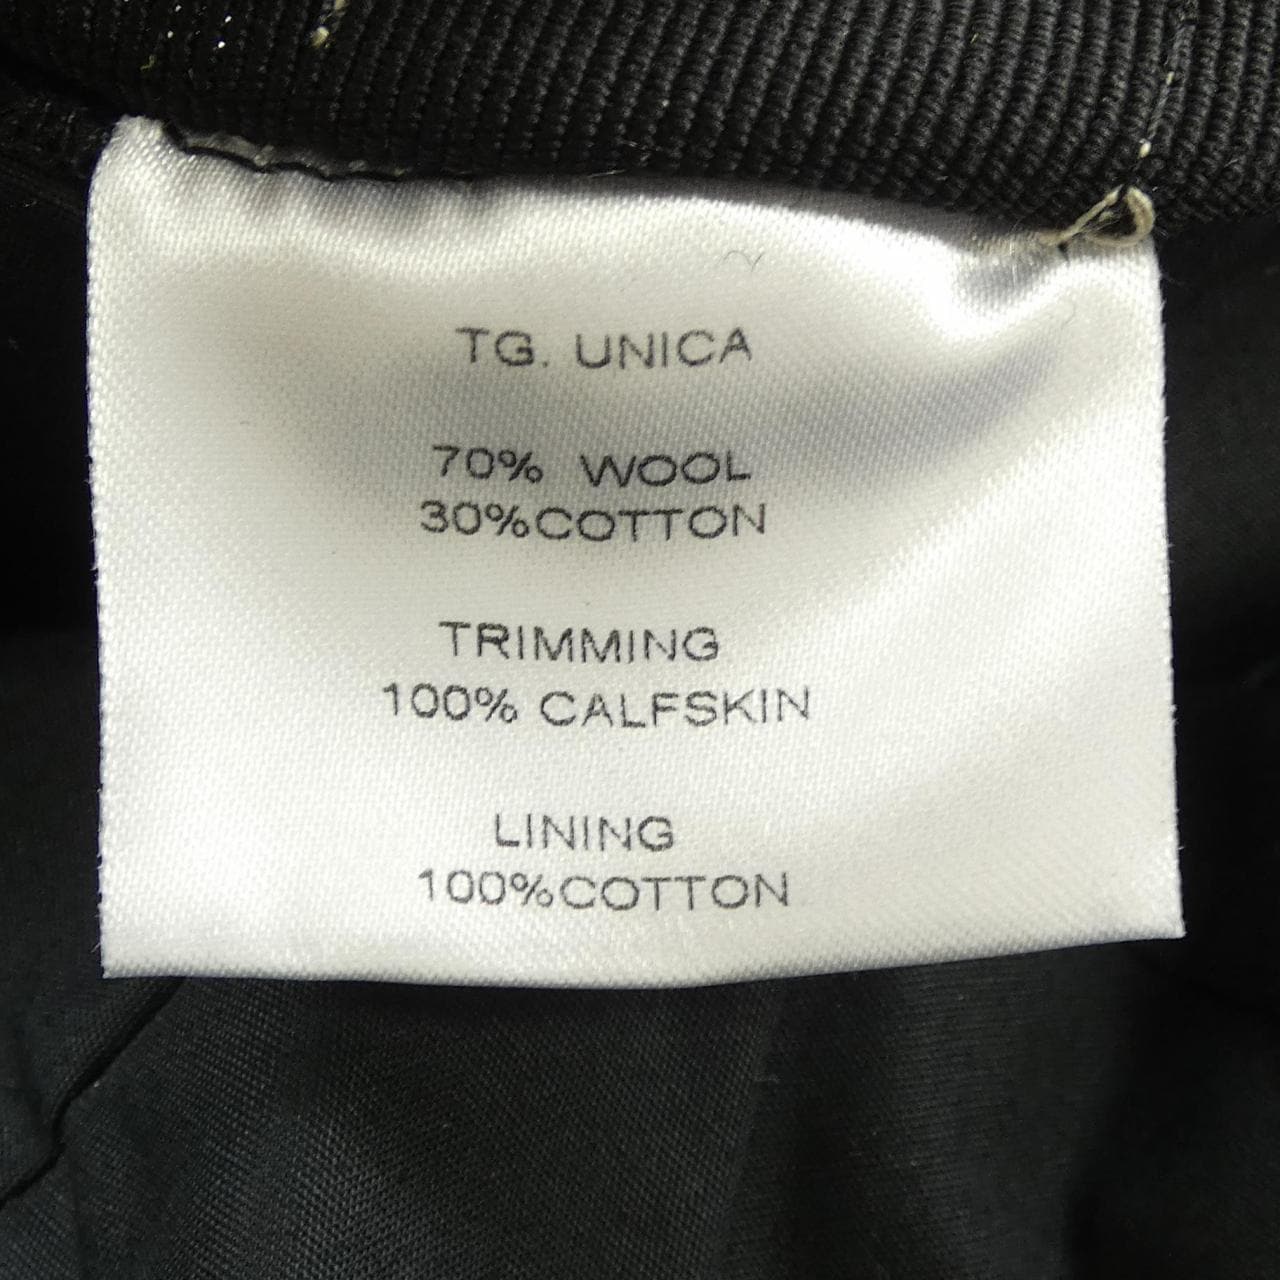 TG. UNICA
70% WOOL
30%COTTON
TRIMMING
100% CALFSKIN
LINING
100%COTTON